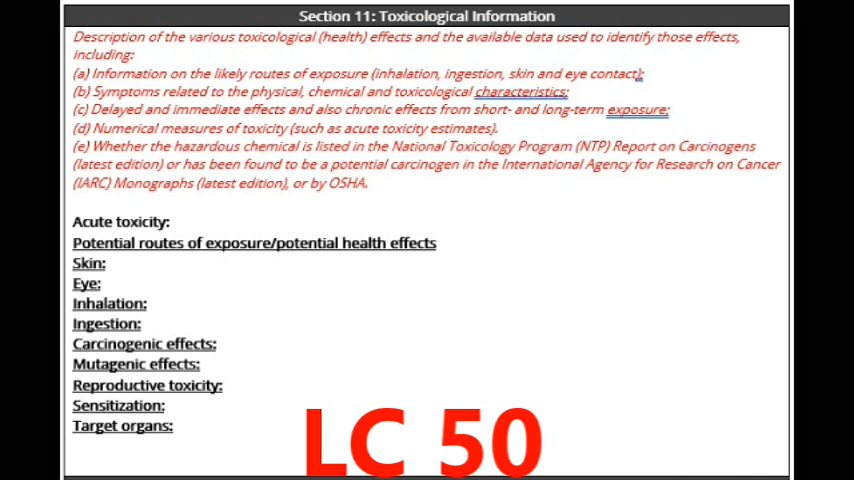 Section 11: Toxicological Information
Description of the various toxicological (health) effects and the available data used to identify those effects,
including:
(a) Information on the likely routes of exposure (inhalation, ingestion, skin and eye contact);
(b) Symptoms related to the physical, chemical and toxicological characteristics;
(c) Delayed and immediate effects and also chronic effects from short- and long-term exposure;
(d) Numerical measures of toxicity (such as acute toxicity estimates).
(e) Whether the hazardous chemical is listed in the National Toxicology Program (NTP) Report on Carcinogens
(latest edition) or has been found to be a potential carcinogen in the International Agency for Research on Cancer
(IARC) Monographs (latest edition), or by OSHA.
Acute toxicity:
Potential routes of exposure/potential health effects
Skin:
Eye:
Inhalation:
Ingestion:
Carcinogenic effects:
Mutagenic effects:
Reproductive toxicity:
Sensitization:
Target organs:
LC 50